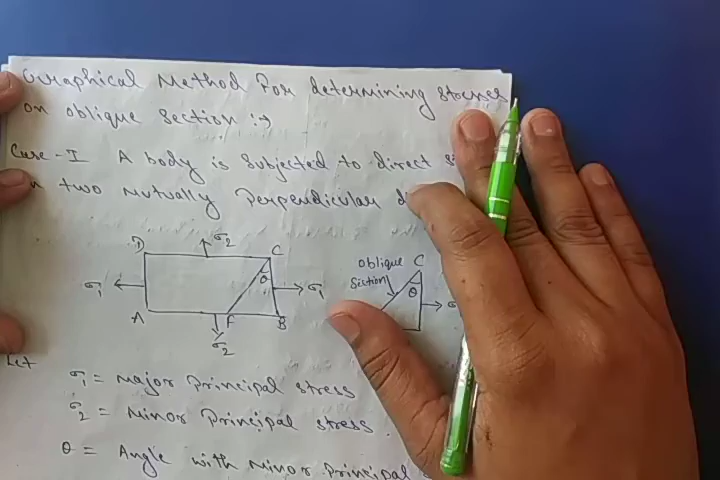 Graphical Method for determining stresses
on oblique section :→
Case-I A body is subjected to direct
two mutually perpendicular
D σ2 C
σ1 θ σ1
A F B
σ2
oblique
section
C
θ
σ
Let
σ1 = Major Principal stress
σ2 = Minor Principal stress.
θ = Angle with minor Principal